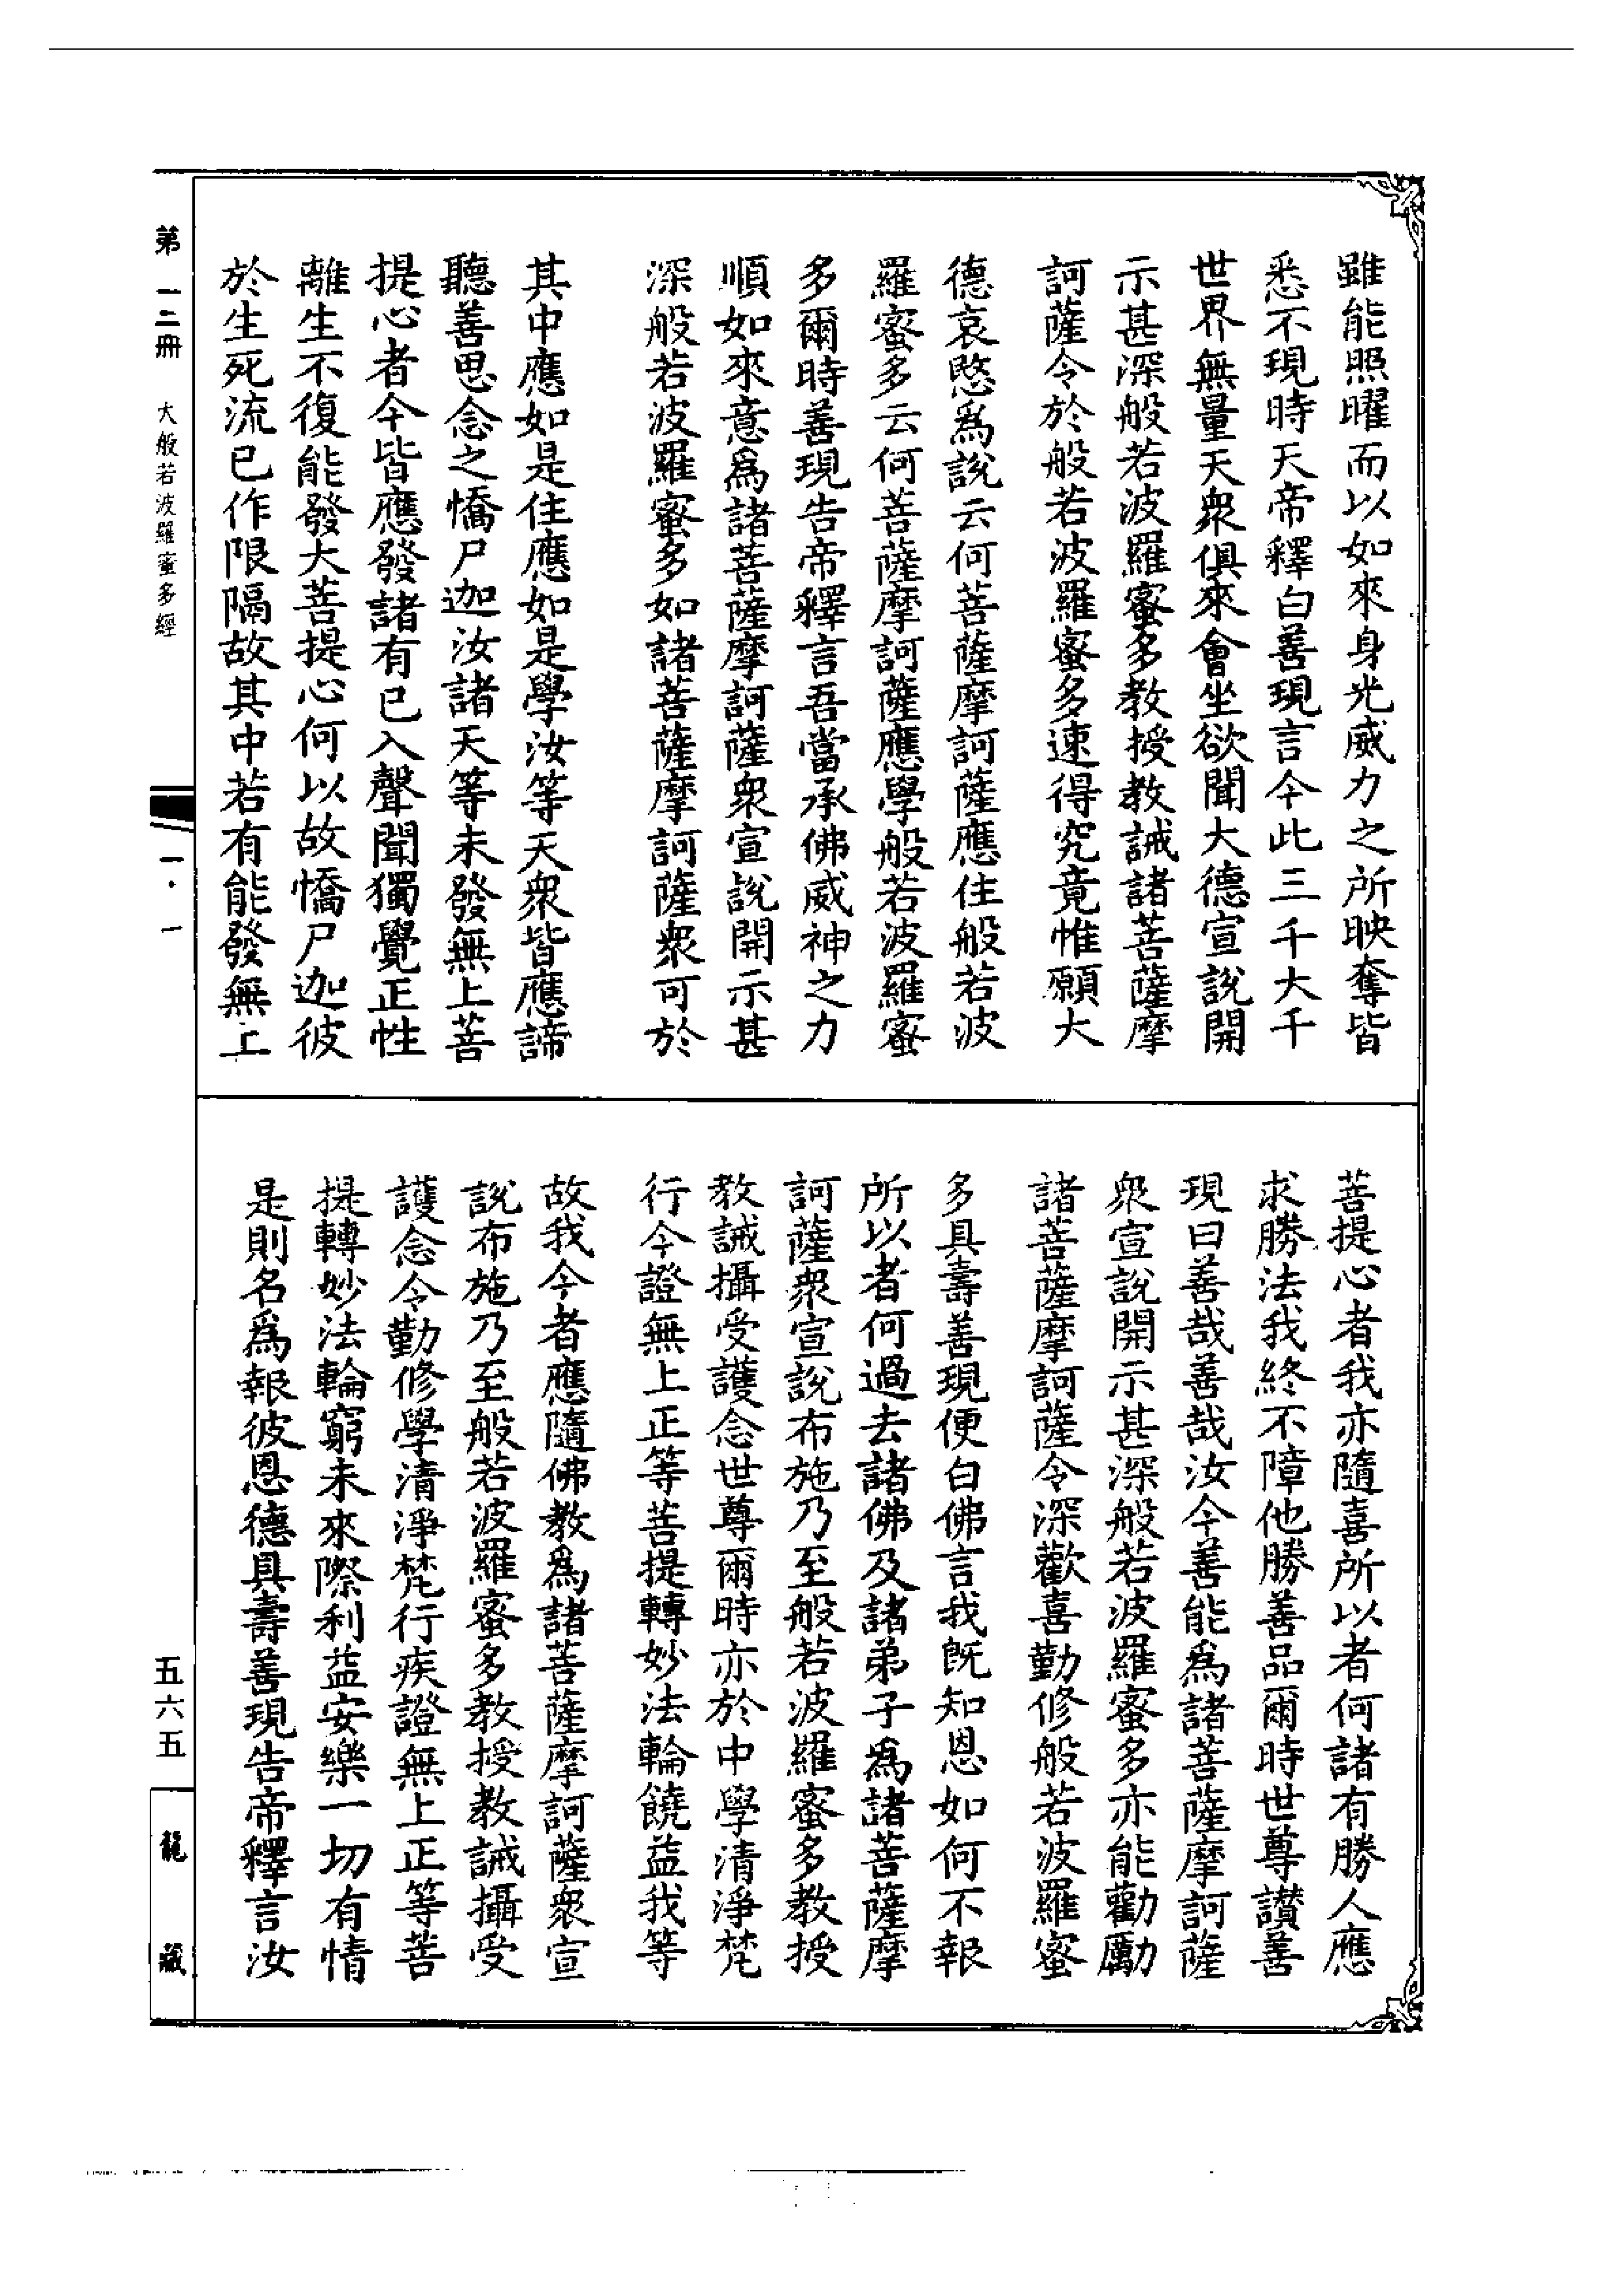 雖能照曜而以如來身光威力之所映奪皆
悉不現時天帝釋白善現言今此三千大千
世界無量天衆俱來會坐欲聞大德宣說開
示甚深般若波羅蜜多教授教誡諸菩薩摩
訶薩令於般若波羅蜜多速得究竟惟願大
德哀愍爲說云何菩薩摩訶薩應住般若波
羅蜜多云何菩薩摩訶薩應學般若波羅蜜
多爾時善現告帝釋言吾當承佛威神之力
順如來意爲諸菩薩摩訶薩衆宣說開示甚
深般若波羅蜜多如諸菩薩摩訶薩衆可於
其中應如是住應如是學汝等天衆皆應諦
聽善思念之憍尸迦汝諸天等未發無上菩
提心者今皆應發諸有已入聲聞獨覺正性
離生不復能發大菩提心何以故憍尸迦彼
於生死流已作限隔故其中若有能發無上
菩提心者我亦隨喜所以者何諸有勝人應
求勝法我終不障他勝善品爾時世尊讃善
現曰善哉善哉汝今善能爲諸菩薩摩訶薩
衆宣說開示甚深般若波羅蜜多亦能勸勵
諸菩薩摩訶薩令深歡喜勤修般若波羅蜜
多具壽善現便白佛言我既知恩如何不報
所以者何過去諸佛及諸弟子爲諸菩薩摩
訶薩衆宣說布施乃至般若波羅蜜多教授
教誡攝受護念世尊爾時亦於中學清淨梵
行今證無上正等菩提轉妙法輪饒益我等
故我今者應隨佛教爲諸菩薩摩訶薩衆宣
說布施乃至般若波羅蜜多教授教誡攝受
護念令勤修學清淨梵行疾證無上正等菩
提轉妙法輪窮未來際利益安樂一切有情
是則名爲報彼恩德具壽善現告帝釋言汝
第一二冊 大般若波羅蜜多經
一·一
五六五
龍藏